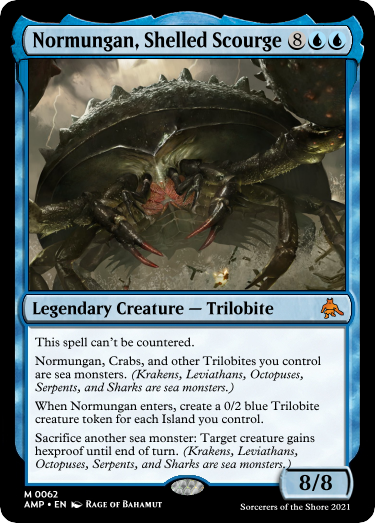 Normungan, Shelled Scourge 8
Legendary Creature — Trilobite
This spell can't be countered.
Normungan, Crabs, and other Trilobites you control
are sea monsters. (Krakens, Leviathans, Octopuses,
Serpents, and Sharks are sea monsters.)
When Normungan enters, create a 0/2 blue Trilobite
creature token for each Island you control.
Sacrifice another sea monster: Target creature gains
hexproof until end of turn. (Krakens, Leviathans,
Octopuses, Serpents, and Sharks are sea monsters.)
8/8
M 0062
AMP • EN Rage of Bahamut
Sorcerers of the Shore 2021